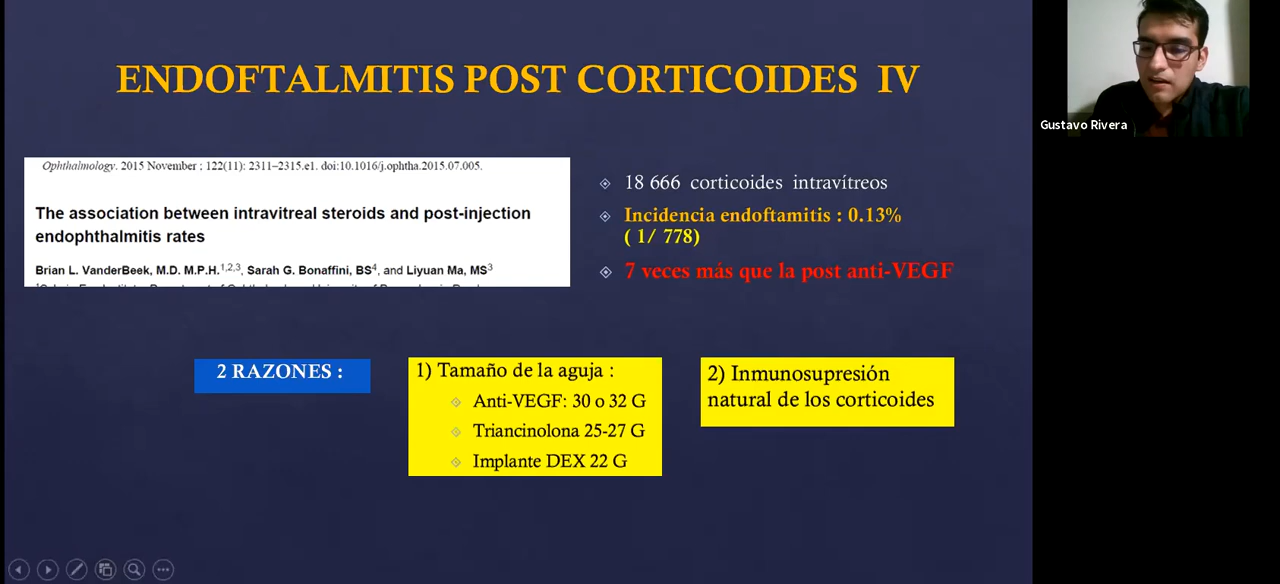 ENDOFTALMITIS POST CORTICOIDES IV
Gustavo Rivera
Ophthalmology. 2015 November ; 122(11): 2311–2315.e1. doi:10.1016/j.ophtha.2015.07.005.
The association between intravitreal steroids and post-injection
endophthalmitis rates
Brian L. VanderBeek, M.D. M.P.H.1,2,3, Sarah G. Bonaffini, BS4, and Liyuan Ma, MS3
18 666 corticoides intravítreos
Incidencia endoftamitis : 0.13%
( 1/ 778)
7 veces más que la post anti-VEGF
2 RAZONES :
1) Tamaño de la aguja :
Anti-VEGF: 30 o 32 G
Triancinolona 25-27 G
Implante DEX 22 G
2) Inmunosupresión
natural de los corticoides